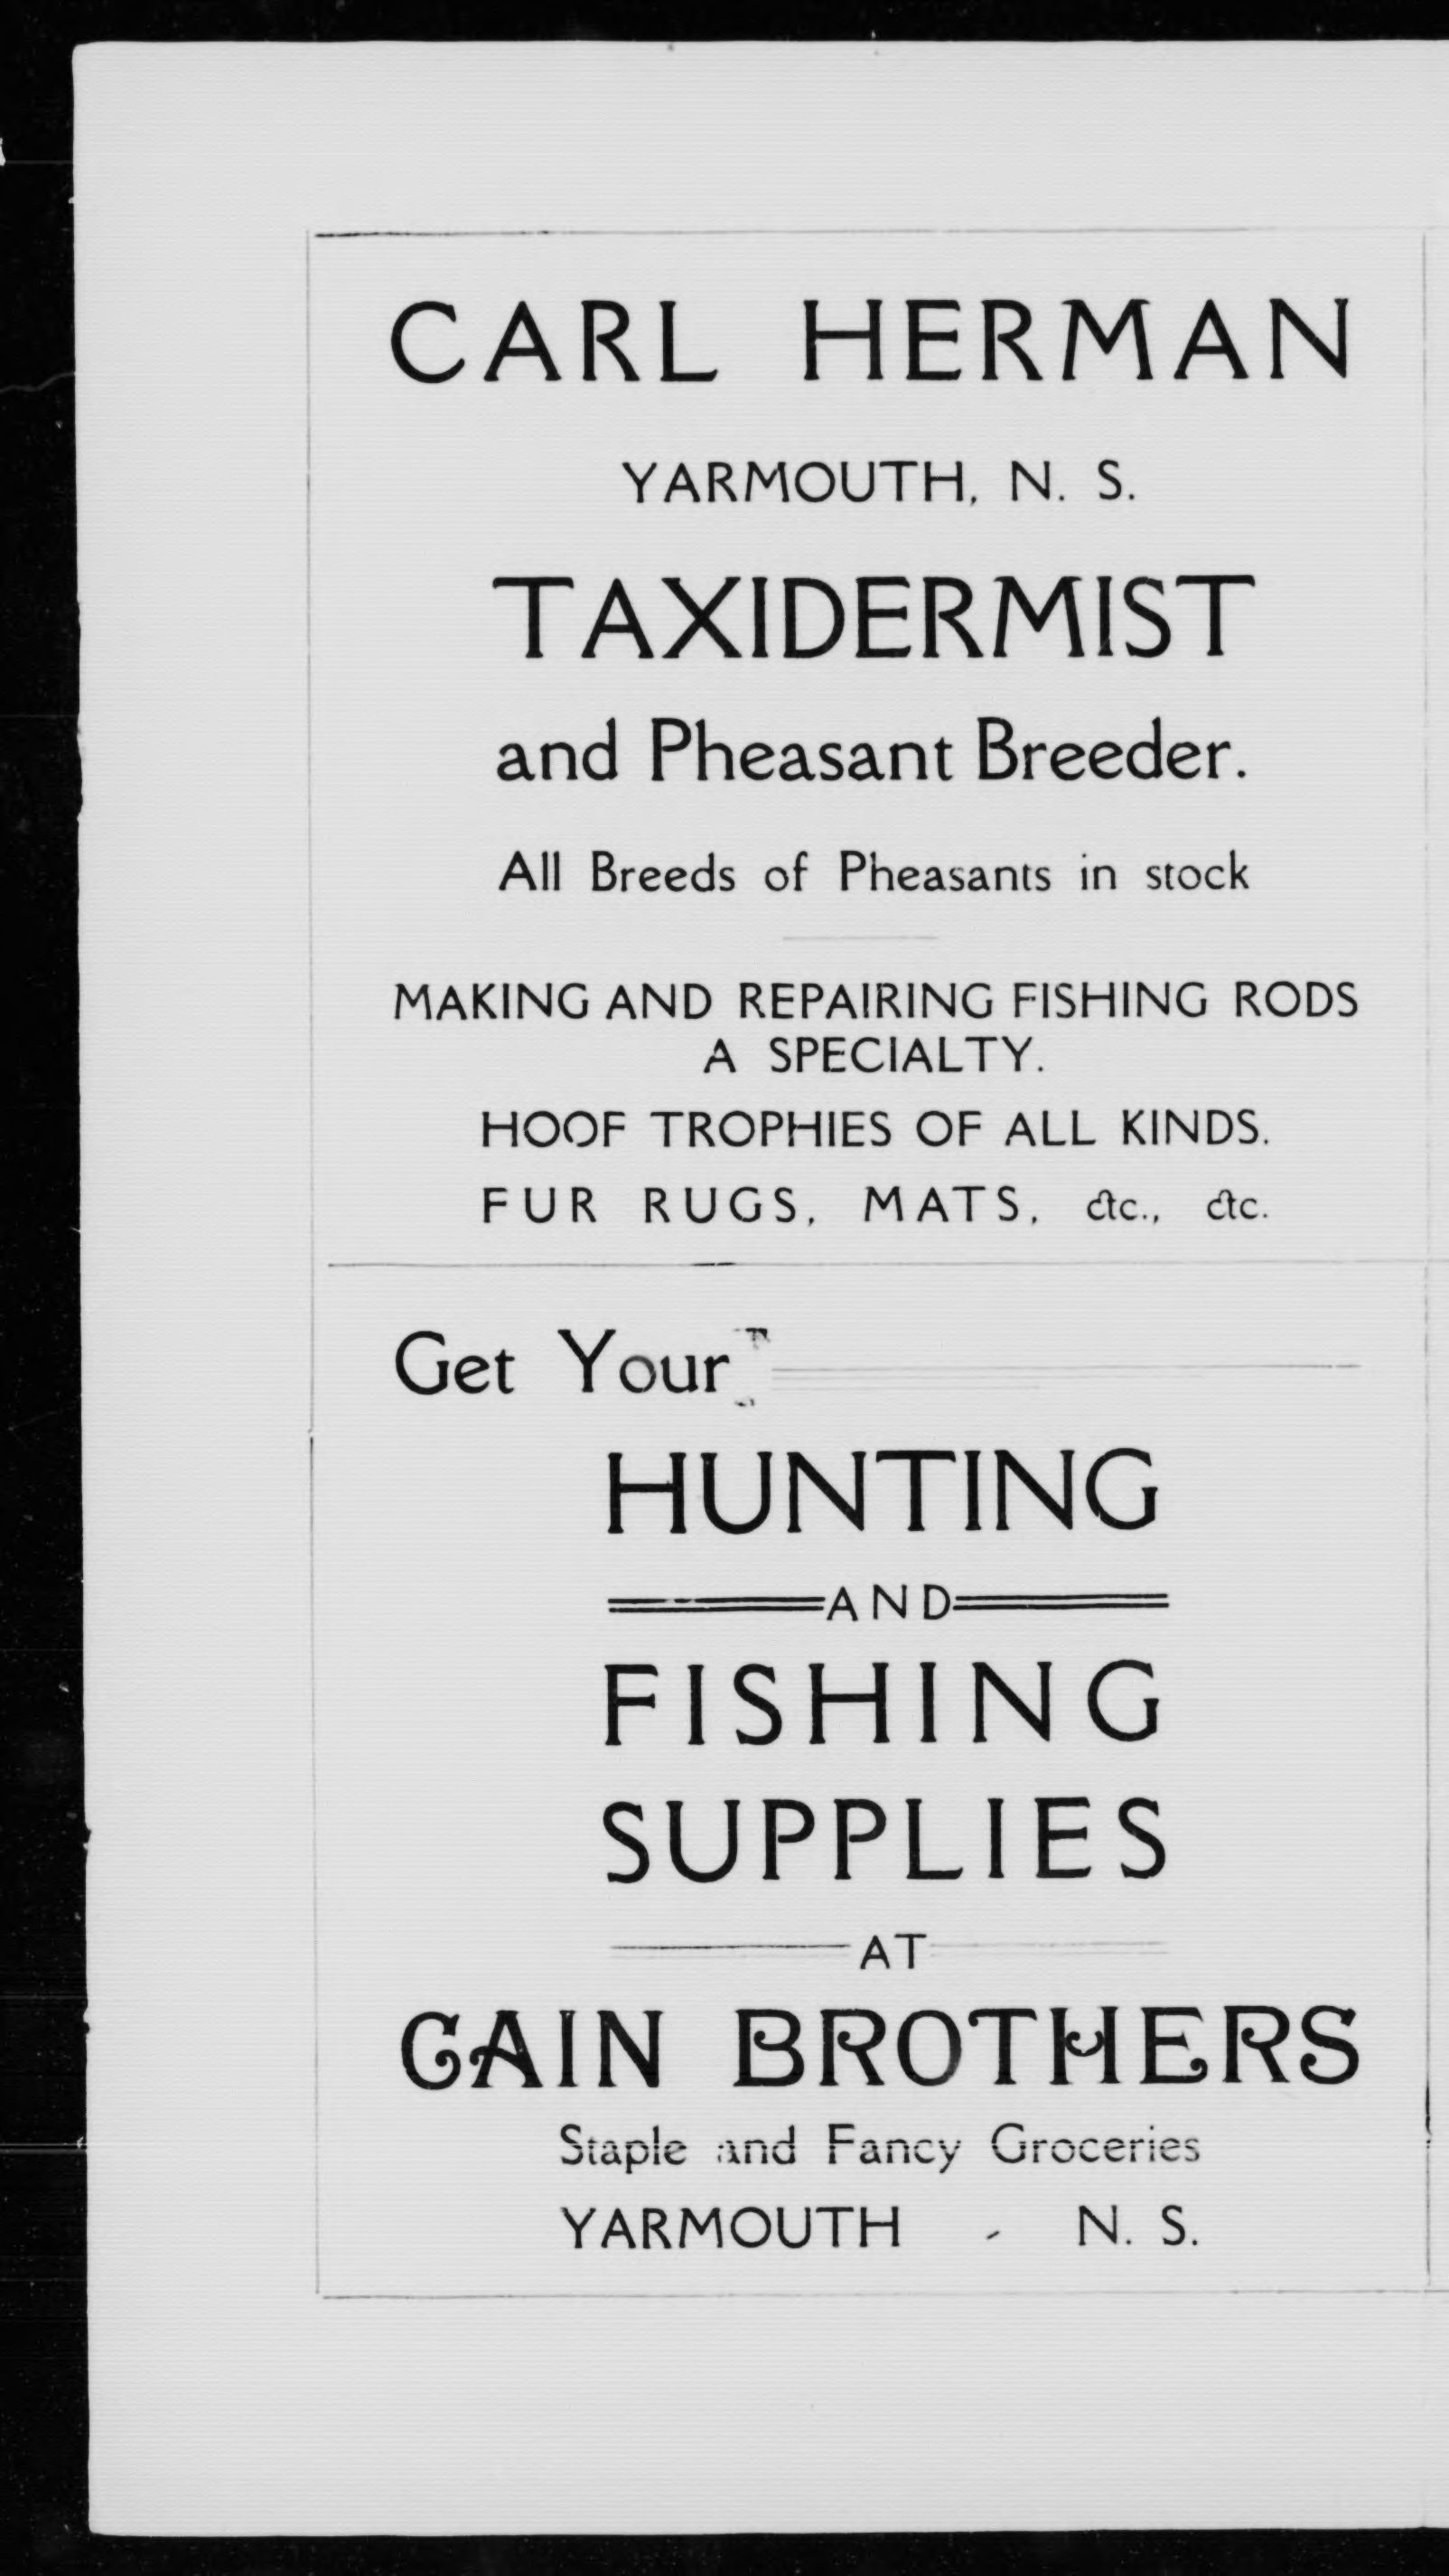 CARL HERMAN
YARMOUTH, N. S.
TAXIDERMIST
and Pheasant Breeder.
All Breeds of Pheasants in stock
MAKING AND REPAIRING FISHING RODS
A SPECIALTY.
HOOF TROPHIES OF ALL KINDS.
FUR RUGS, MATS, etc., etc.
Get Your
HUNTING
AND
FISHING
SUPPLIES
AT
GAIN BROTHERS
Staple and Fancy Groceries
YARMOUTH - N. S.